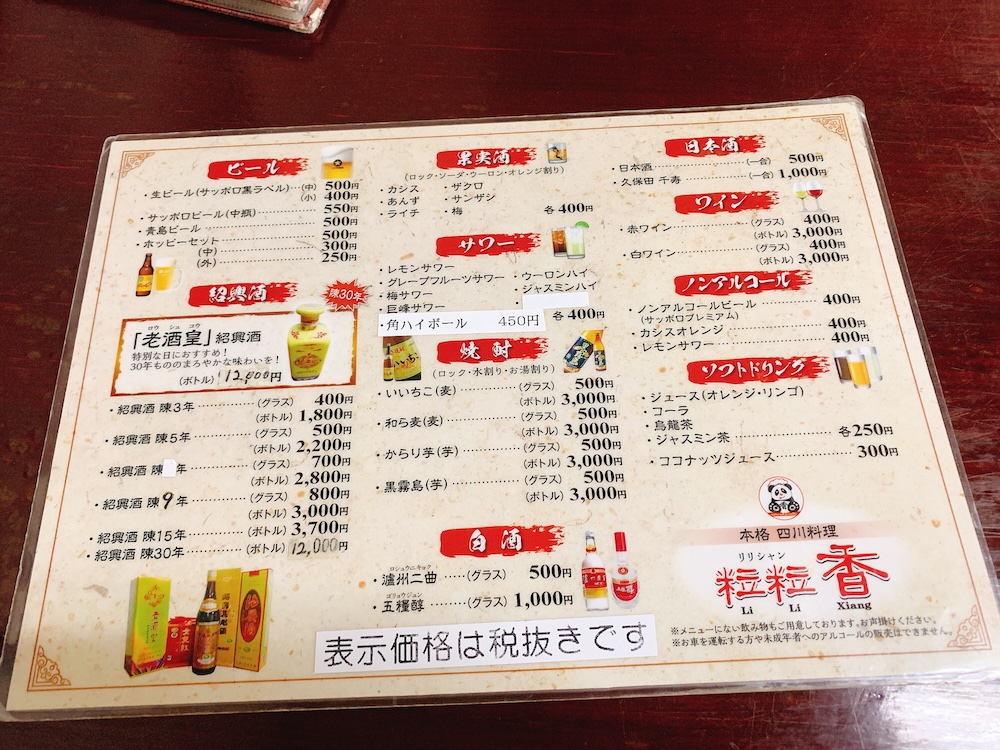 ビール
・生ビール(サッポロ黒ラベル)‥(中) 500円
(小) 400円
・サッポロビール(中瓶)…………… 550円
・青島ビール…………… 500円
・ホッピーセット…………… 500円
(中)…………… 300円
(外)…………… 250円
紹興酒
陳30年
「老酒皇」紹興酒
ロウ シュ コウ
特別な日におすすめ！
30年もののまろやかな味わいを！
(ボトル) 12,000円
・紹興酒 陳3年……………(グラス) 400円
(ボトル) 1,800円
・紹興酒 陳5年……………(グラス) 500円
(ボトル) 2,200円
・紹興酒 陳 年……………(グラス) 700円
(ボトル) 2,800円
・紹興酒 陳9年……………(グラス) 800円
(ボトル) 3,000円
・紹興酒 陳15年……………(ボトル) 3,700円
・紹興酒 陳30年……………(ボトル) 12,000円
果実酒
(ロック・ソーダ・ウーロン・オレンジ割り)
・カシス ・ザクロ
・あんず ・サンザシ
・ライチ ・梅 各400円
サワー
・レモンサワー
・グレープフルーツサワー ・ウーロンハイ
・梅サワー ・ジャスミンハイ
・巨峰サワー
各400円
・角ハイボール 450円
焼酎
(ロック・水割り・お湯割り)
・いいちこ(麦)……………(グラス) 500円
(ボトル) 3,000円
・和ら麦(麦)……………(グラス) 500円
(ボトル) 3,000円
・からり芋(芋)……………(グラス) 500円
(ボトル) 3,000円
・黒霧島(芋)……………(グラス) 500円
(ボトル) 3,000円
白酒
ロシュウニキョク
・瀘州二曲‥‥‥(グラス) 500円
ゴリョウジュン
・五糧醇……………(グラス) 1,000円
表示価格は税抜きです
日本酒
・日本酒……………(一合) 500円
・久保田 千寿……………(一合) 1,000円
ワイン
・赤ワイン……………(グラス) 400円
(ボトル) 3,000円
・白ワイン……………(グラス) 400円
(ボトル) 3,000円
ノンアルコール
・ノンアルコールビール…………… 400円
(サッポロプレミアム)
・カシスオレンジ…………… 400円
・レモンサワー…………… 400円
ソフトドリンク
・ジュース(オレンジ・リンゴ)
・コーラ
・烏龍茶
・ジャスミン茶……………各250円
・ココナッツジュース…………… 300円
本格 四川料理
リリシャン
粒粒香
Li Li Xiang
※メニューにない飲み物もご用意しております。お声掛けください。
※お車を運転する方や未成年者へのアルコールの販売はできません。